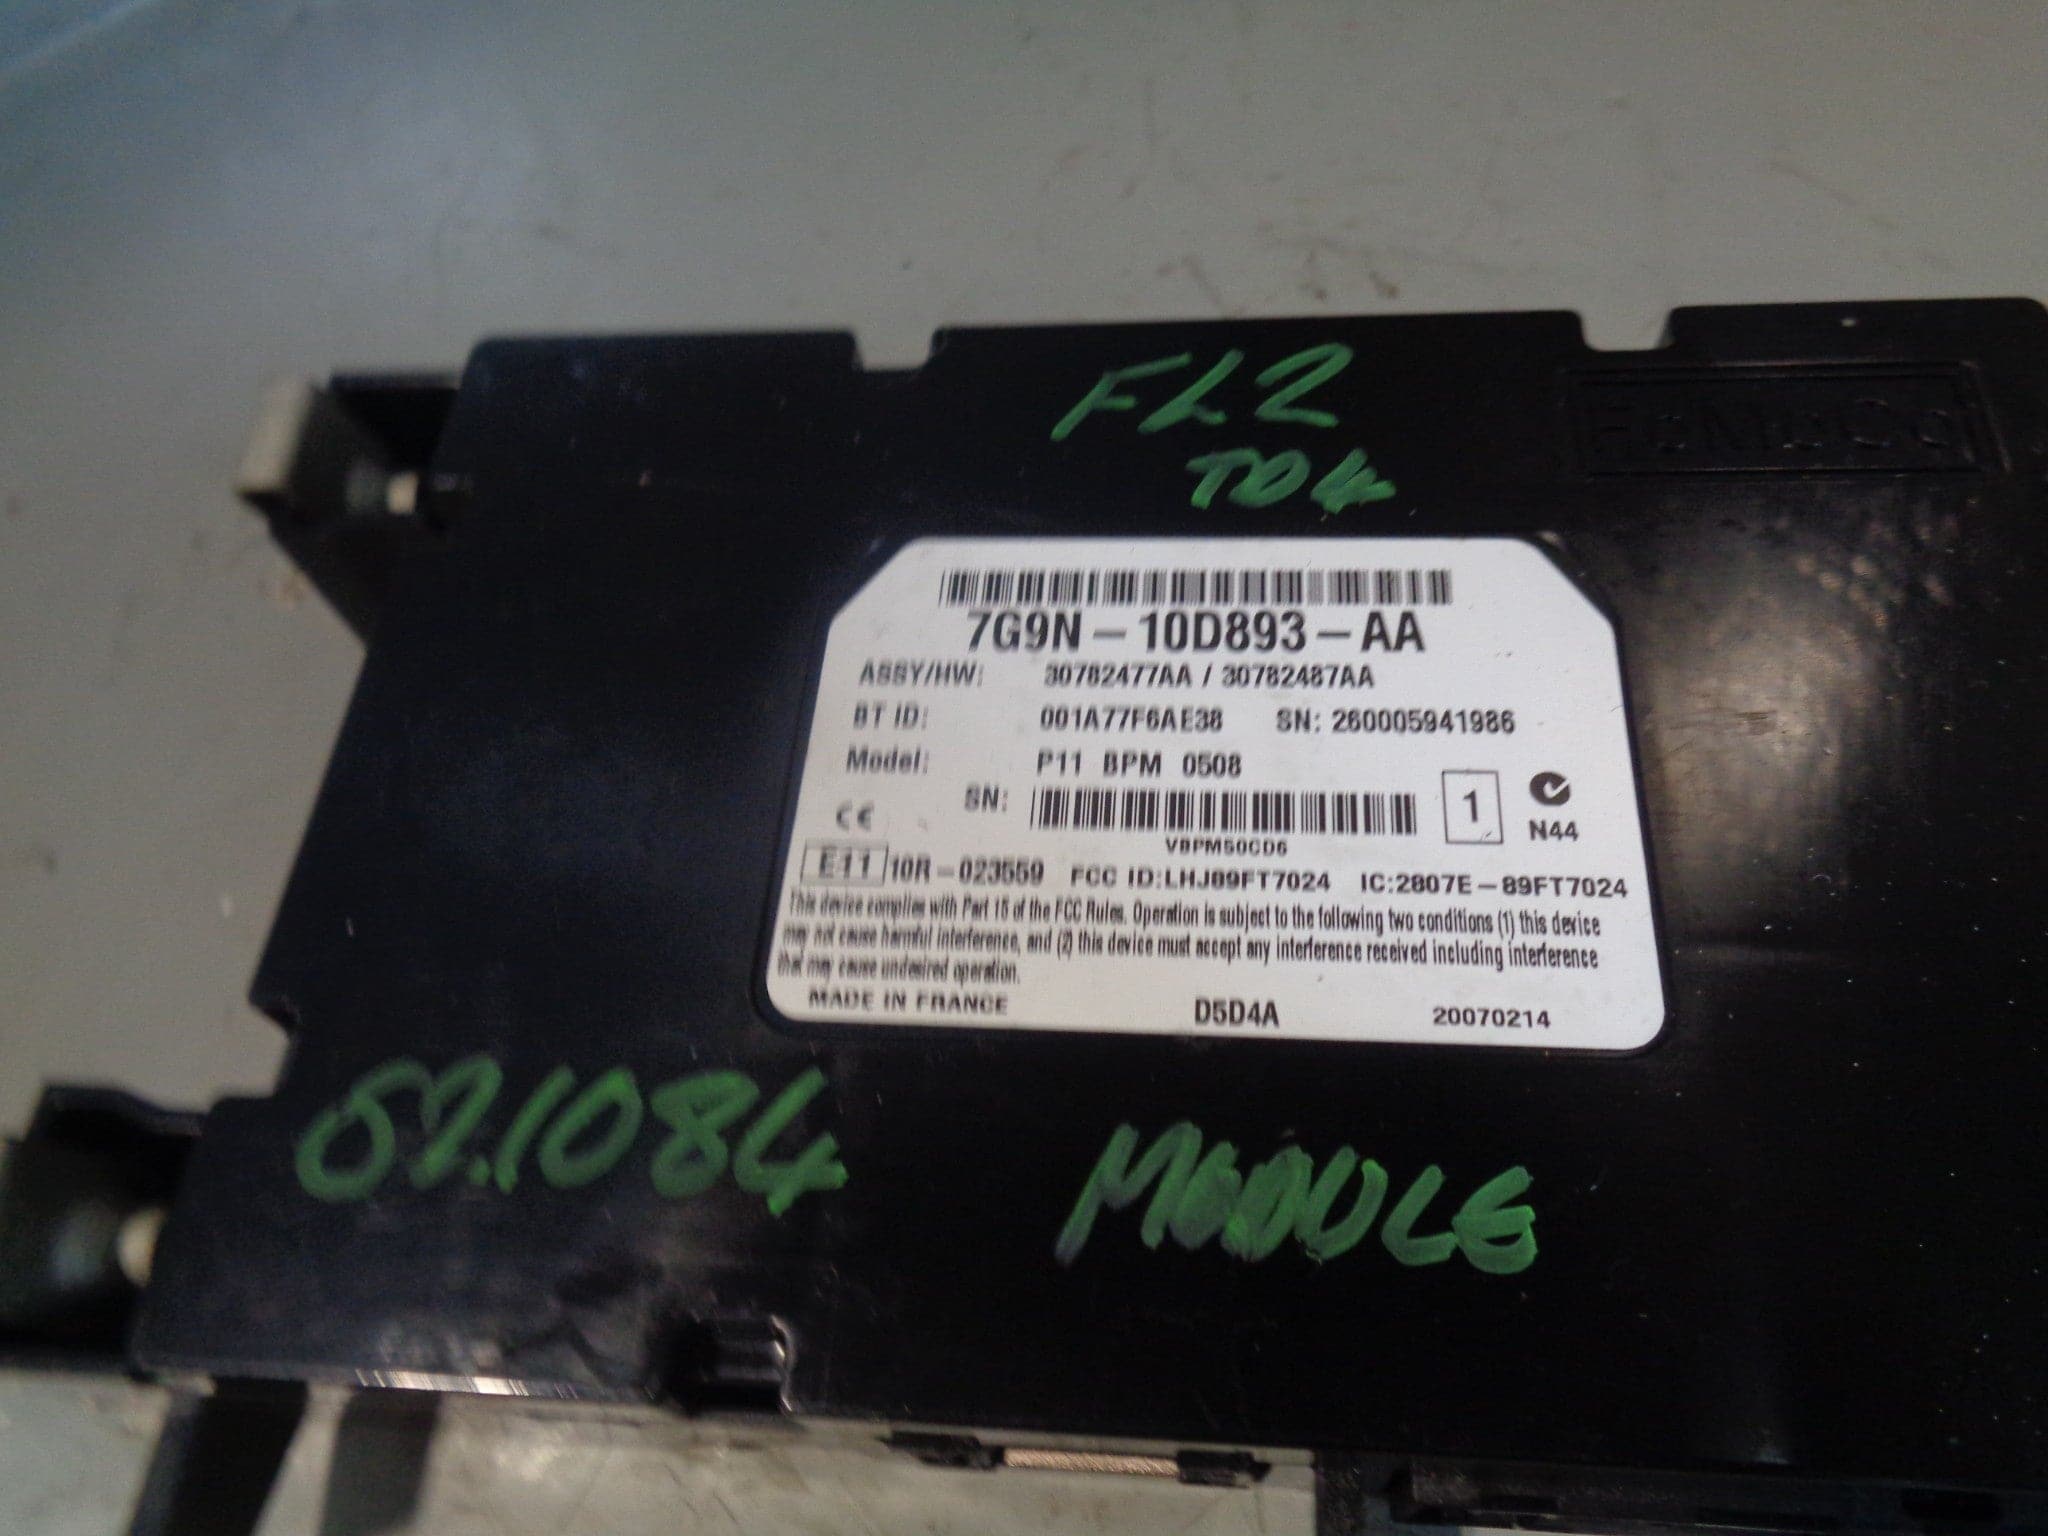 FL2
FoMoCo
TD4
7G9N-10D893-AA
ASSY/HW: 30782477AA / 30782487AA
BT ID: 001A77F6AE38 SN: 260005941986
Model: P11 BPM 0508
SN:
1
N44
CE
VBPM50CD6
E11 10R-023559 FCC ID:LHJ89FT7024 IC:2807E-89FT7024
This device complies with Part 15 of the FCC Rules. Operation is subject to the following two conditions (1) this device
may not cause harmful interference, and (2) this device must accept any interference received including interference
that may cause undesired operation.
MADE IN FRANCE D5D4A 20070214
021084
MODULE